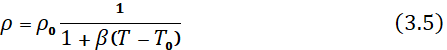 ρ = ρ₀ 1 / (1 + β(T − T₀)) (3.5)